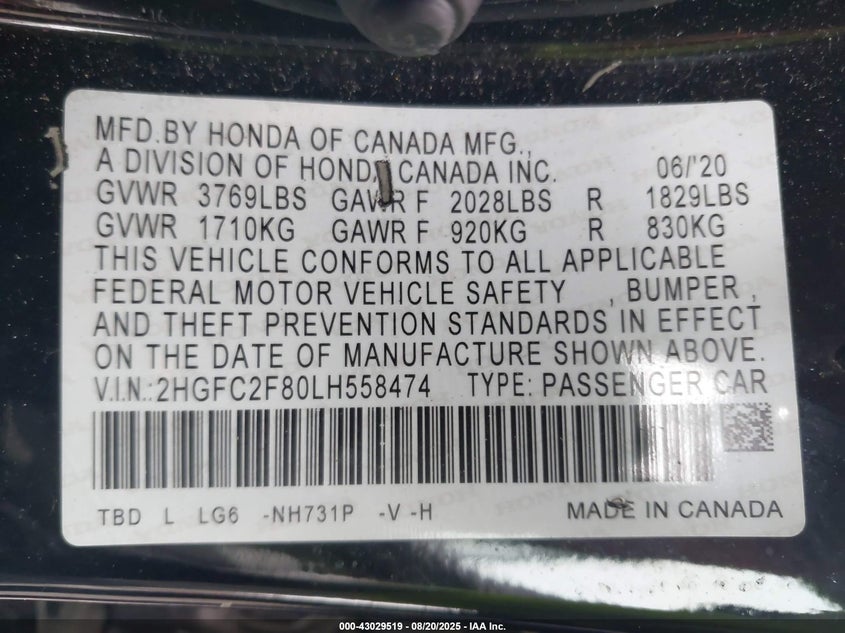 MFD.BY HONDA OF CANADA MFG.,
A DIVISION OF HONDA CANADA INC. 06/'20
GVWR 3769LBS GAWR F 2028LBS R 1829LBS
GVWR 1710KG GAWR F 920KG R 830KG
THIS VEHICLE CONFORMS TO ALL APPLICABLE
FEDERAL MOTOR VEHICLE SAFETY , BUMPER ,
AND THEFT PREVENTION STANDARDS IN EFFECT
ON THE DATE OF MANUFACTURE SHOWN ABOVE.
V.I.N.:2HGFC2F80LH558474 TYPE: PASSENGER CAR
TBD L LG6 -NH731P -V -H MADE IN CANADA
000-43029519 - 08/20/2025 - IAA Inc.